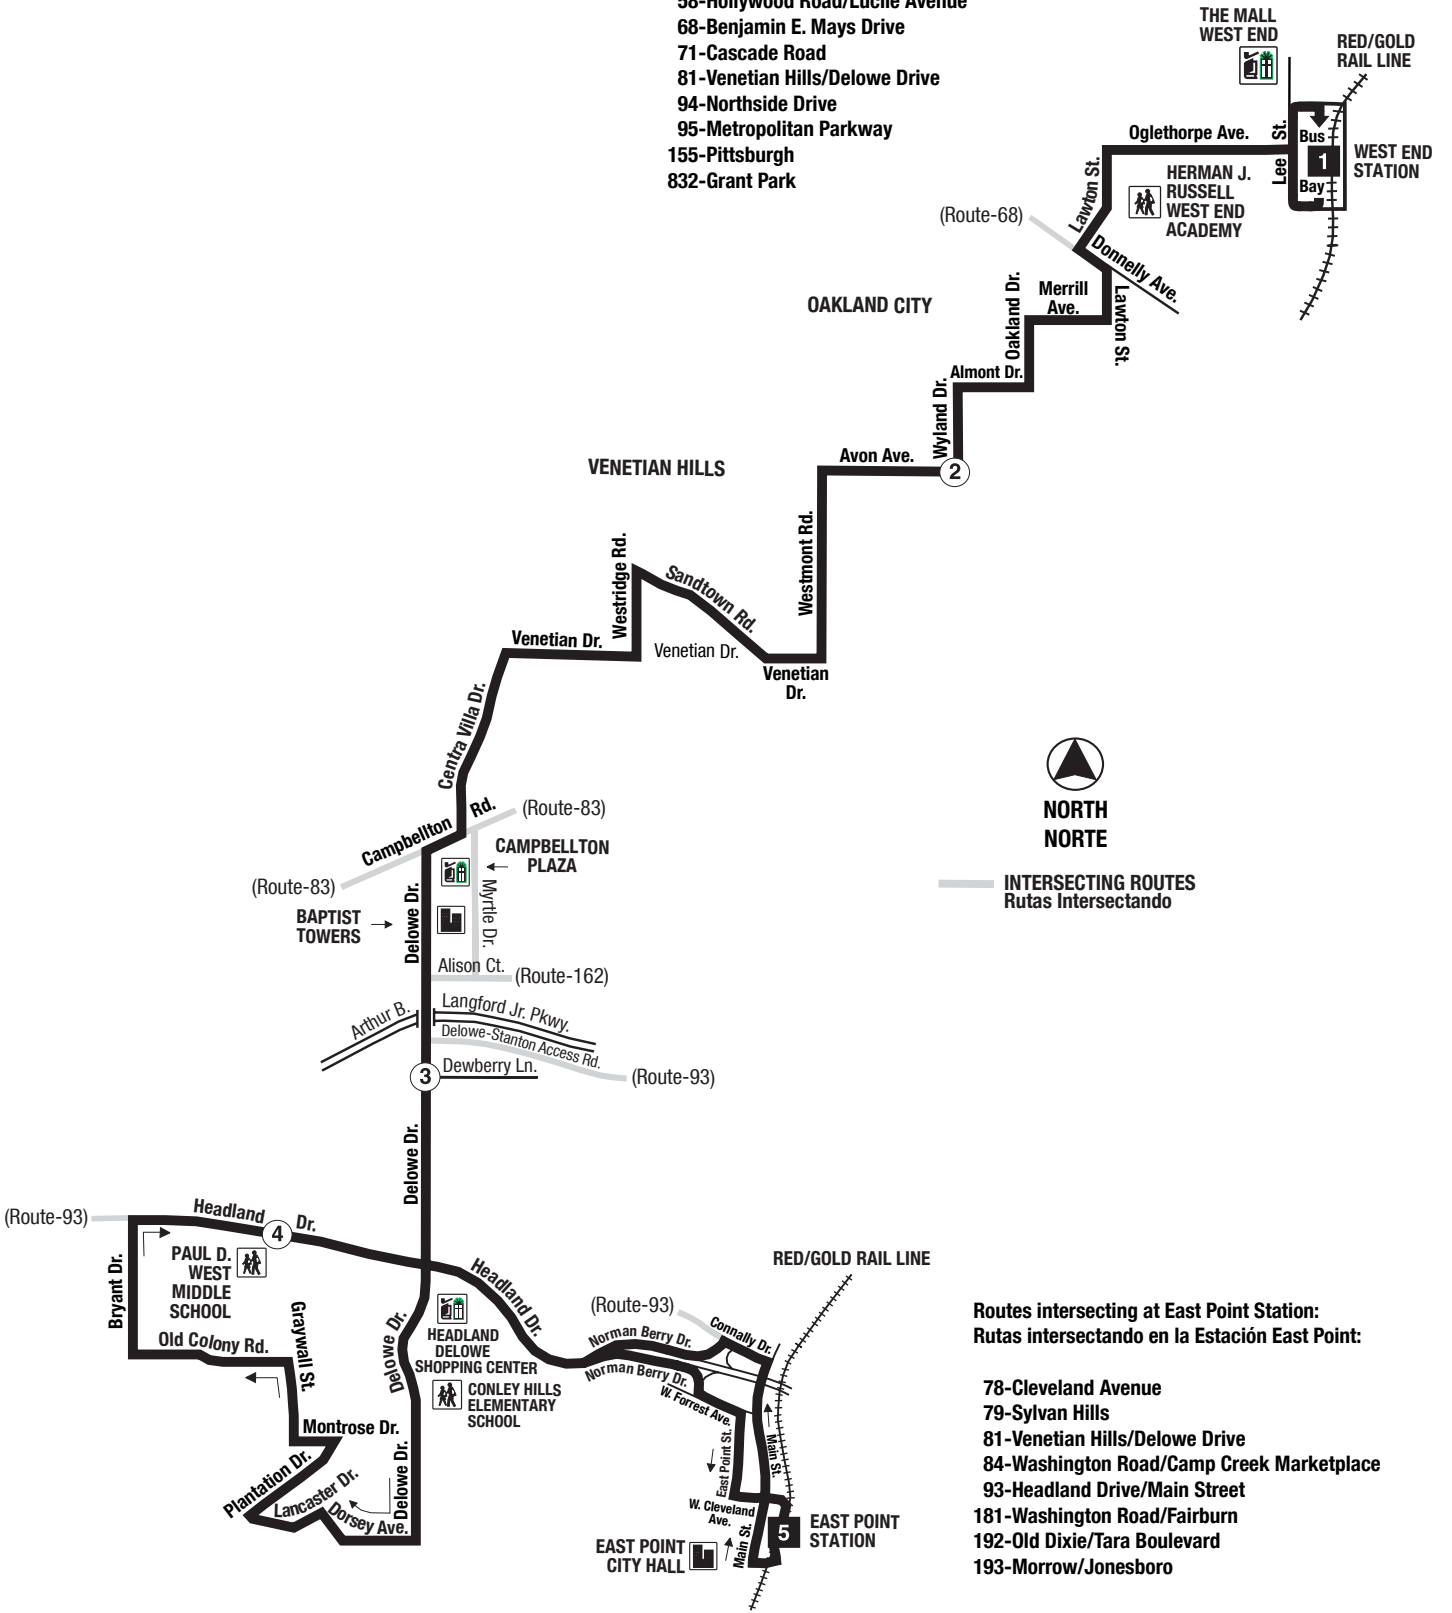 58-Hollywood Road/Lucile Avenue
68-Benjamin E. Mays Drive
71-Cascade Road
81-Venetian Hills/Delowe Drive
94-Northside Drive
95-Metropolitan Parkway
155-Pittsburgh
832-Grant Park
THE MALL
WEST END
RED/GOLD
RAIL LINE
Oglethorpe Ave.
Lee St.
Bus
1
Bay
WEST END
STATION
HERMAN J.
RUSSELL
WEST END
ACADEMY
Lawton St.
(Route-68)
Donnelly Ave.
Lawton St.
Merrill
Ave.
Oakland Dr.
OAKLAND CITY
Almont Dr.
Wyland Dr.
Avon Ave.
2
VENETIAN HILLS
Westmont Rd.
Westridge Rd.
Sandtown Rd.
Venetian Dr.
Venetian Dr.
Venetian
Dr.
Centra Villa Dr.
NORTH
NORTE
Campbellton Rd.
(Route-83)
CAMPBELLTON
PLAZA
(Route-83)
INTERSECTING ROUTES
Rutas Intersectando
BAPTIST
TOWERS
Delowe Dr.
Myrtle Dr.
Alison Ct.
(Route-162)
Arthur B.
Langford Jr. Pkwy.
Delowe-Stanton Access Rd.
3
Dewberry Ln.
(Route-93)
Delowe Dr.
(Route-93)
Headland Dr.
4
PAUL D.
WEST
MIDDLE
SCHOOL
Bryant Dr.
Old Colony Rd.
Graywall St.
Delowe Dr.
Headland Dr.
HEADLAND
DELOWE
SHOPPING CENTER
CONLEY HILLS
ELEMENTARY
SCHOOL
Montrose Dr.
Plantation Dr.
Lancaster Dr.
Dorsey Ave.
Delowe Dr.
RED/GOLD RAIL LINE
(Route-93)
Connally Dr.
Norman Berry Dr.
Norman Berry Dr.
W. Forrest Ave.
East Point St.
Main St.
W. Cleveland
Ave.
Main St.
5
EAST POINT
STATION
EAST POINT
CITY HALL
Routes intersecting at East Point Station:
Rutas intersectando en la Estación East Point:
78-Cleveland Avenue
79-Sylvan Hills
81-Venetian Hills/Delowe Drive
84-Washington Road/Camp Creek Marketplace
93-Headland Drive/Main Street
181-Washington Road/Fairburn
192-Old Dixie/Tara Boulevard
193-Morrow/Jonesboro